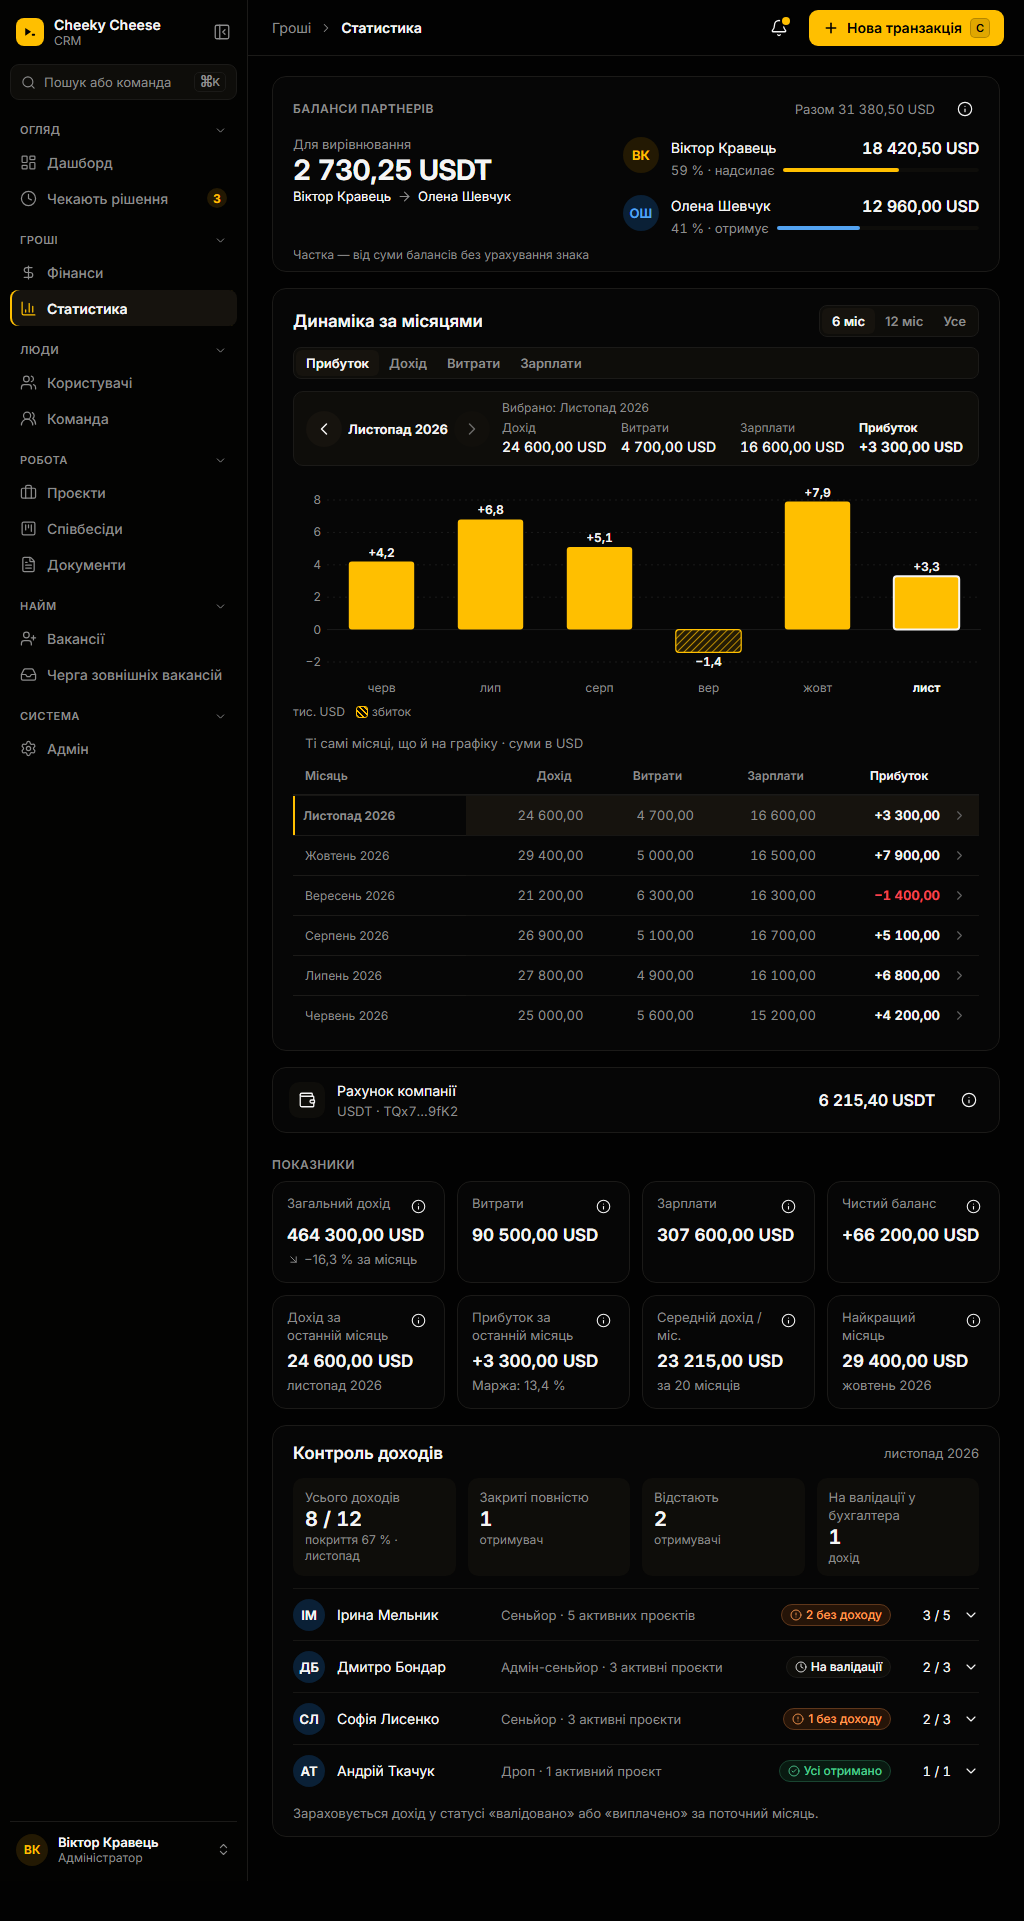 Cheeky Cheese
CRM
Пошук або команда ⌘K
ОГЛЯД
Дашборд
Чекають рішення 3
ГРОШІ
Фінанси
Статистика
ЛЮДИ
Користувачі
Команда
РОБОТА
Проєкти
Співбесіди
Документи
НАЙМ
Вакансії
Черга зовнішніх вакансій
СИСТЕМА
Адмін
ВК
Віктор Кравець
Адміністратор
Гроші > Статистика
+ Нова транзакція C
БАЛАНСИ ПАРТНЕРІВ
Разом 31 380,50 USD
Для вирівнювання
2 730,25 USDT
Віктор Кравець → Олена Шевчук
ВК Віктор Кравець 18 420,50 USD
59 % · надсилає
ОШ Олена Шевчук 12 960,00 USD
41 % · отримує
Частка — від суми балансів без урахування знака
Динаміка за місяцями
6 міс 12 міс Усе
Прибуток Дохід Витрати Зарплати
Листопад 2026
Вибрано: Листопад 2026
Дохід Витрати Зарплати Прибуток
24 600,00 USD 4 700,00 USD 16 600,00 USD +3 300,00 USD
8
6
4
2
0
−2
+4,2
+6,8
+5,1
−1,4
+7,9
+3,3
черв лип серп вер жовт лист
тис. USD збиток
Ті самі місяці, що й на графіку · суми в USD
Місяць Дохід Витрати Зарплати Прибуток
Листопад 2026 24 600,00 4 700,00 16 600,00 +3 300,00
Жовтень 2026 29 400,00 5 000,00 16 500,00 +7 900,00
Вересень 2026 21 200,00 6 300,00 16 300,00 −1 400,00
Серпень 2026 26 900,00 5 100,00 16 700,00 +5 100,00
Липень 2026 27 800,00 4 900,00 16 100,00 +6 800,00
Червень 2026 25 000,00 5 600,00 15 200,00 +4 200,00
Рахунок компанії
USDT · TQx7…9fK2
6 215,40 USDT
ПОКАЗНИКИ
Загальний дохід
464 300,00 USD
−16,3 % за місяць
Витрати
90 500,00 USD
Зарплати
307 600,00 USD
Чистий баланс
+66 200,00 USD
Дохід за
останній місяць
24 600,00 USD
листопад 2026
Прибуток за
останній місяць
+3 300,00 USD
Маржа: 13,4 %
Середній дохід /
міс.
23 215,00 USD
за 20 місяців
Найкращий
місяць
29 400,00 USD
жовтень 2026
Контроль доходів
листопад 2026
Усього доходів
8 / 12
покриття 67 % ·
листопад
Закриті повністю
1
отримувач
Відстають
2
отримувачі
На валідації у
бухгалтера
1
дохід
ІМ Ірина Мельник Сеньйор · 5 активних проєктів 2 без доходу 3 / 5
ДБ Дмитро Бондар Адмін-сеньйор · 3 активні проєкти На валідації 2 / 3
СЛ Софія Лисенко Сеньйор · 3 активні проєкти 1 без доходу 2 / 3
АТ Андрій Ткачук Дроп · 1 активний проєкт Усі отримано 1 / 1
Зараховується дохід у статусі «валідовано» або «виплачено» за поточний місяць.